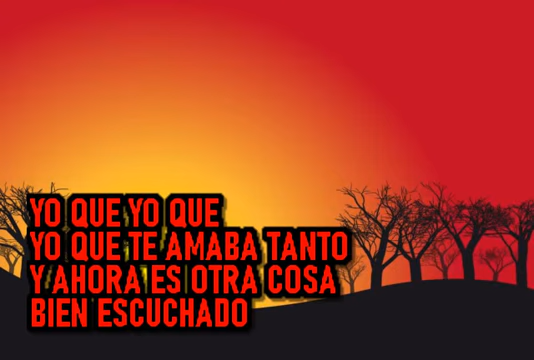 YO QUE YO QUE
YO QUE TE AMABA TANTO
Y AHORA ES OTRA COSA
BIEN ESCUCHADO